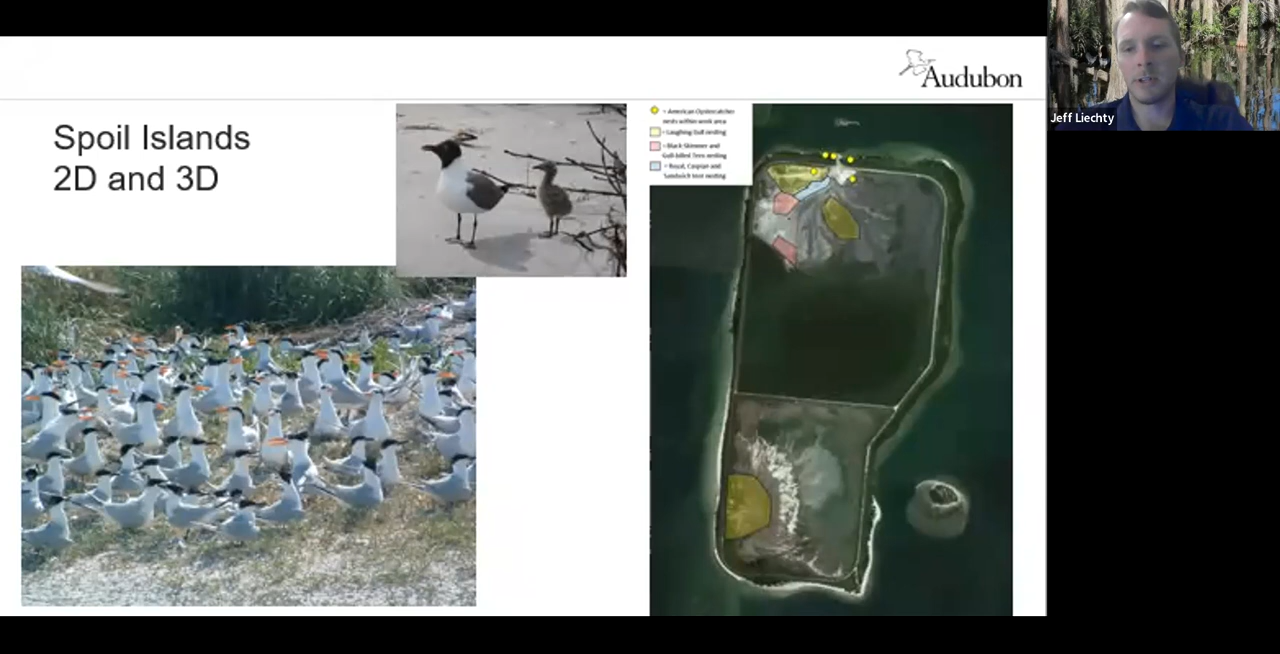 Audubon
Spoil Islands
2D and 3D
= American Oystercatcher
nests within work area
= Laughing Gull nesting
= Black Skimmer and
Gull-billed Tern nesting
= Royal, Caspian and
Sandwich tern nesting
Jeff Liechty